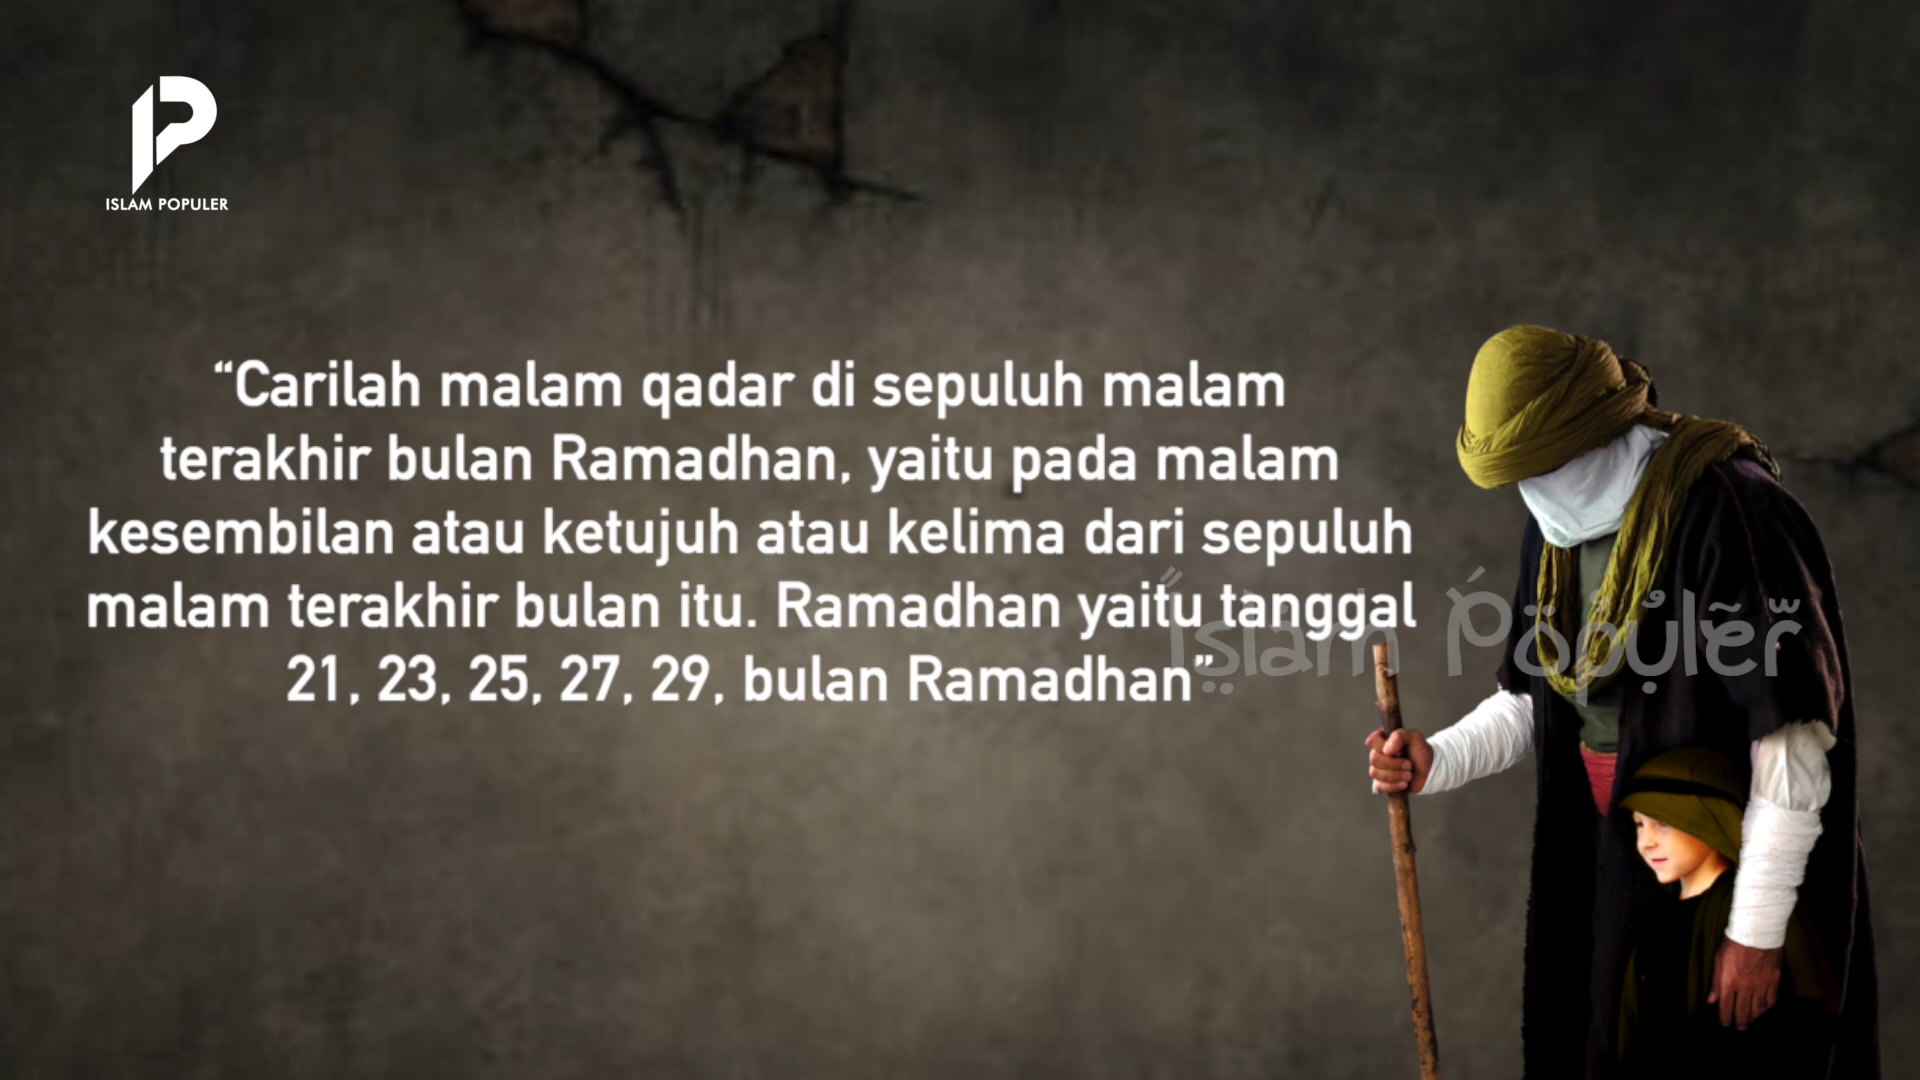 ISLAM POPULER
“Carilah malam qadar di sepuluh malam
terakhir bulan Ramadhan, yaitu pada malam
kesembilan atau ketujuh atau kelima dari sepuluh
malam terakhir bulan itu. Ramadhan yaitu tanggal
21, 23, 25, 27, 29, bulan Ramadhan”
Islam Populer